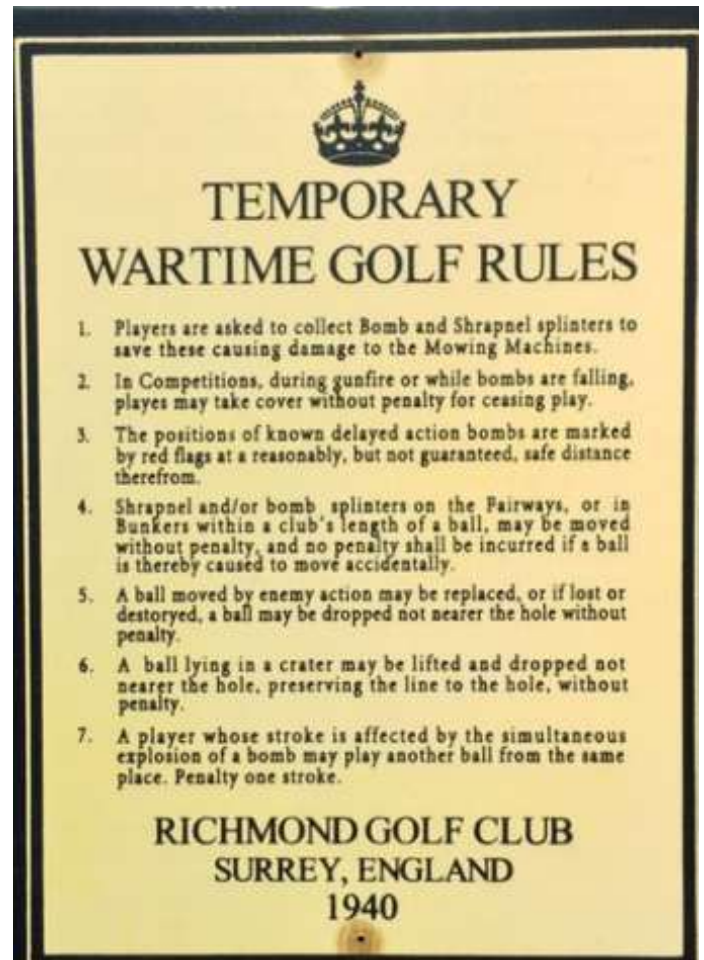 TEMPORARY
WARTIME GOLF RULES
1. Players are asked to collect Bomb and Shrapnel splinters to
save these causing damage to the Mowing Machines.
2. In Competitions, during gunfire or while bombs are falling,
playes may take cover without penalty for ceasing play.
3. The positions of known delayed action bombs are marked
by red flags at a reasonably, but not guaranteed, safe distance
therefrom.
4. Shrapnel and/or bomb splinters on the Fairways, or in
Bunkers within a club's length of a ball, may be moved
without penalty, and no penalty shall be incurred if a ball
is thereby caused to move accidentally.
5. A ball moved by enemy action may be replaced, or if lost or
destoryed, a ball may be dropped not nearer the hole without
penalty.
6. A ball lying in a crater may be lifted and dropped not
nearer the hole, preserving the line to the hole, without
penalty.
7. A player whose stroke is affected by the simultaneous
explosion of a bomb may play another ball from the same
place. Penalty one stroke.
RICHMOND GOLF CLUB
SURREY, ENGLAND
1940